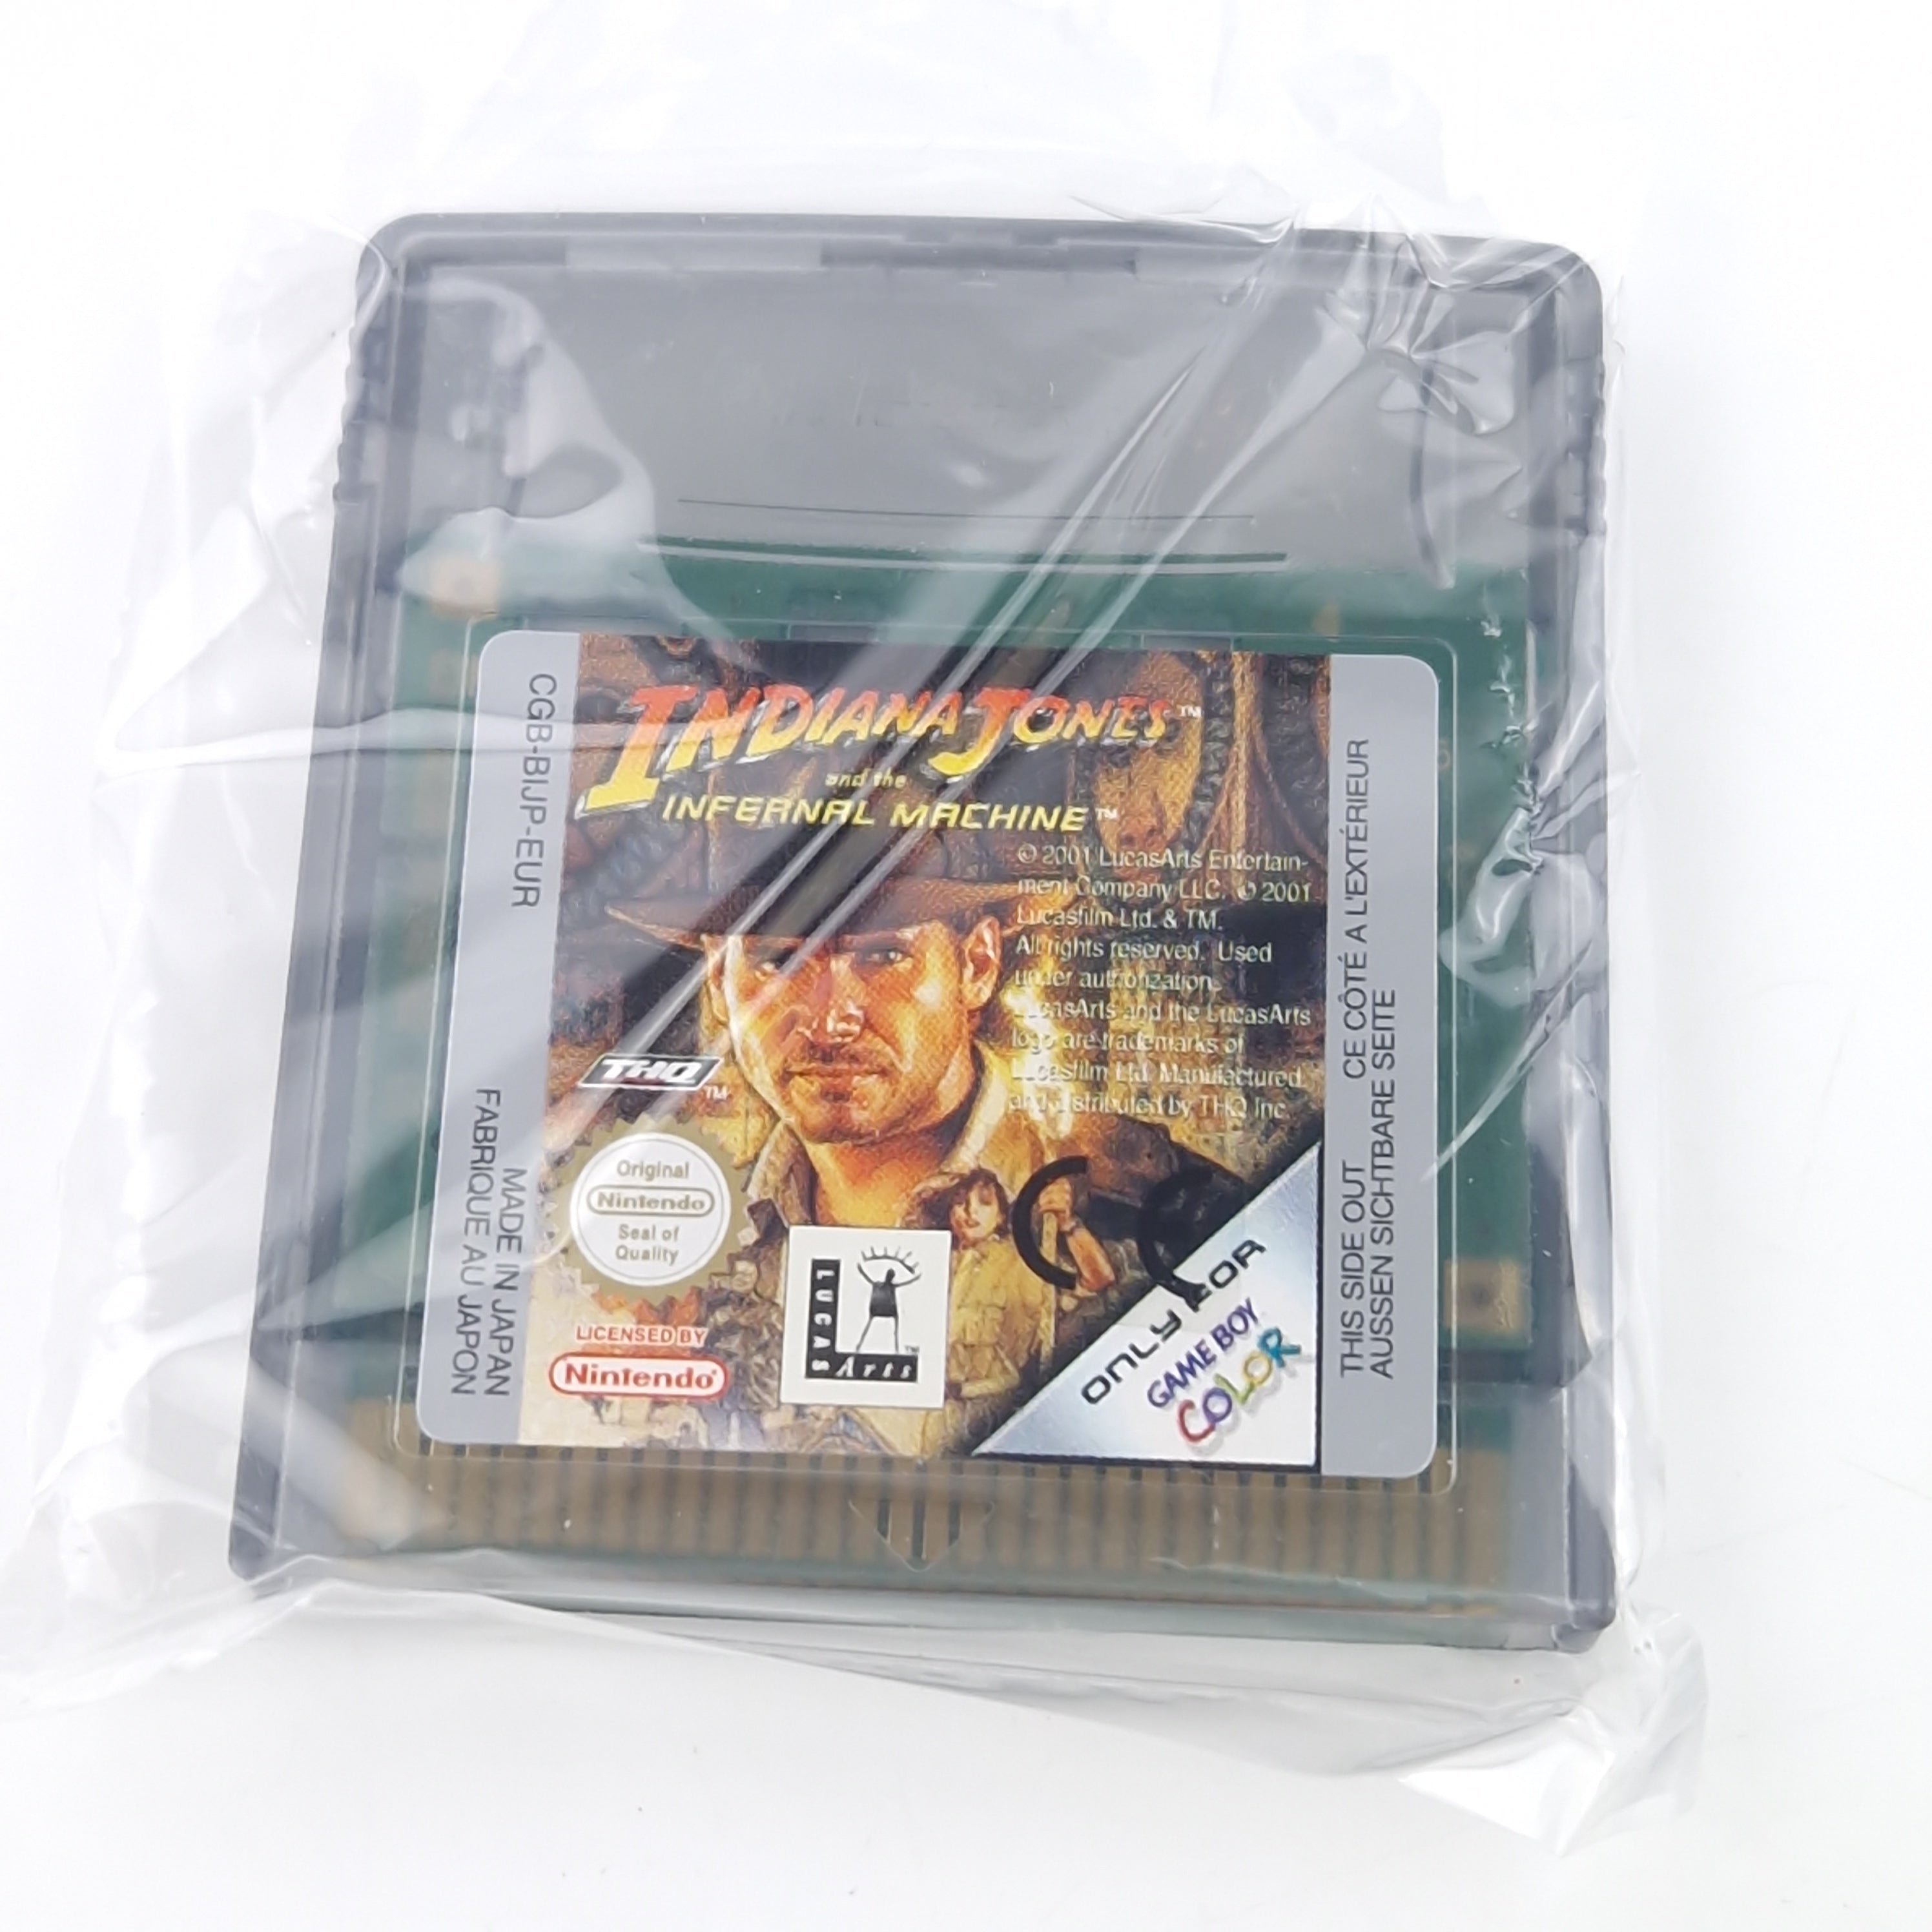 INDIANA JONES™
and the
INFERNAL MACHINE™
© 2001 LucasArts Entertain-
ment Company LLC. © 2001
Lucasfilm Ltd. & TM.
All rights reserved. Used
under authorization.
LucasArts and the LucasArts
logo are trademarks of
Lucasfilm Ltd. Manufactured
and distributed by THQ Inc.
THQ™
Original
Nintendo
Seal of
Quality
LICENSED BY
Nintendo®
LUCAS
Arts™
CE
ONLY FOR
GAME BOY
COLOR
CGB-BIJP-EUR
MADE IN JAPAN
FABRIQUE AU JAPON
THIS SIDE OUT CE CÔTÉ A L'EXTÉRIEUR
AUSSEN SICHTBARE SEITE